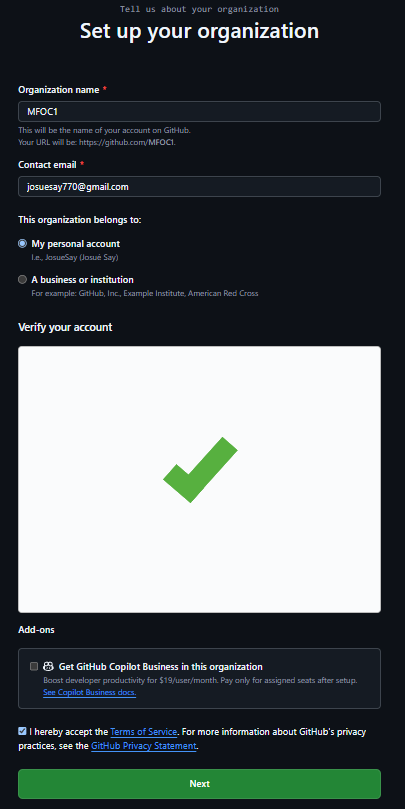 Tell us about your organization
Set up your organization
Organization name *
MFOC1
This will be the name of your account on GitHub.
Your URL will be: https://github.com/MFOC1.
Contact email *
josuesay770@gmail.com
This organization belongs to:
My personal account
I.e., JosueSay (Josué Say)
A business or institution
For example: GitHub, Inc., Example Institute, American Red Cross
Verify your account
Add-ons
Get GitHub Copilot Business in this organization
Boost developer productivity for $19/user/month. Pay only for assigned seats after setup.
See Copilot Business docs.
I hereby accept the Terms of Service. For more information about GitHub's privacy
practices, see the GitHub Privacy Statement.
Next